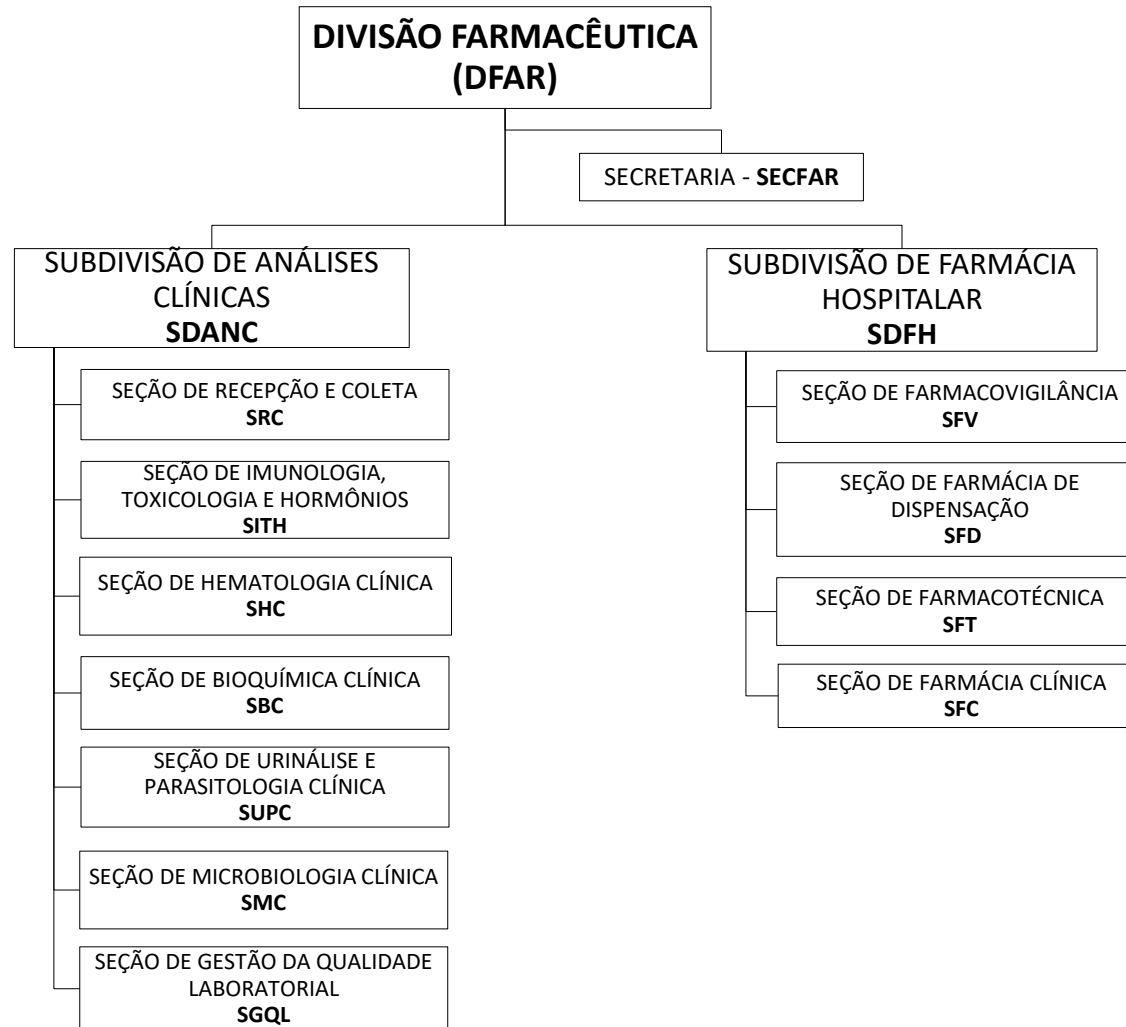 DIVISÃO FARMACÊUTICA
(DFAR)
SECRETARIA - SECFAR
SUBDIVISÃO DE ANÁLISES
CLÍNICAS
SDANC
SEÇÃO DE RECEPÇÃO E COLETA
SRC
SEÇÃO DE IMUNOLOGIA,
TOXICOLOGIA E HORMÔNIOS
SITH
SEÇÃO DE HEMATOLOGIA CLÍNICA
SHC
SEÇÃO DE BIOQUÍMICA CLÍNICA
SBC
SEÇÃO DE URINÁLISE E
PARASITOLOGIA CLÍNICA
SUPC
SEÇÃO DE MICROBIOLOGIA CLÍNICA
SMC
SEÇÃO DE GESTÃO DA QUALIDADE
LABORATORIAL
SGQL
SUBDIVISÃO DE FARMÁCIA
HOSPITALAR
SDFH
SEÇÃO DE FARMACOVIGILÂNCIA
SFV
SEÇÃO DE FARMÁCIA DE
DISPENSAÇÃO
SFD
SEÇÃO DE FARMACOTÉCNICA
SFT
SEÇÃO DE FARMÁCIA CLÍNICA
SFC